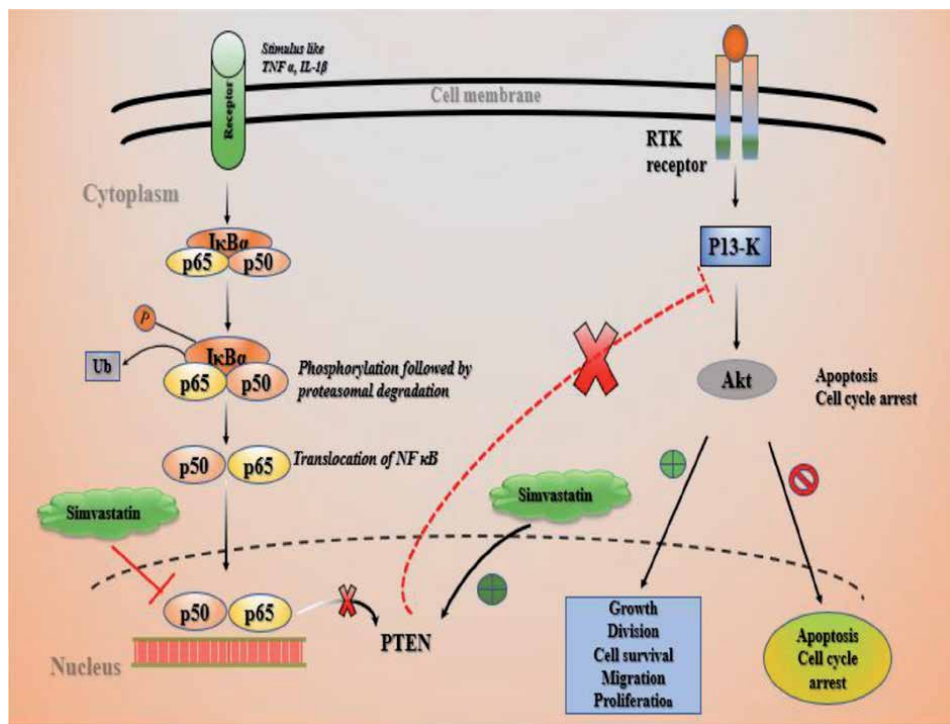 Stimulus like
TNF α, IL-1β
Receptor
Cell membrane
RTK
receptor
Cytoplasm
IκBα
p65 p50
P13-K
P
IκBα
Ub
p65 p50
Phosphorylation followed by
proteasomal degradation
Akt
Apoptosis
Cell cycle arrest
p50 p65
Translocation of NF κB
Simvastatin
Simvastatin
p50 p65
PTEN
Nucleus
Growth
Division
Cell survival
Migration
Proliferation
Apoptosis
Cell cycle
arrest